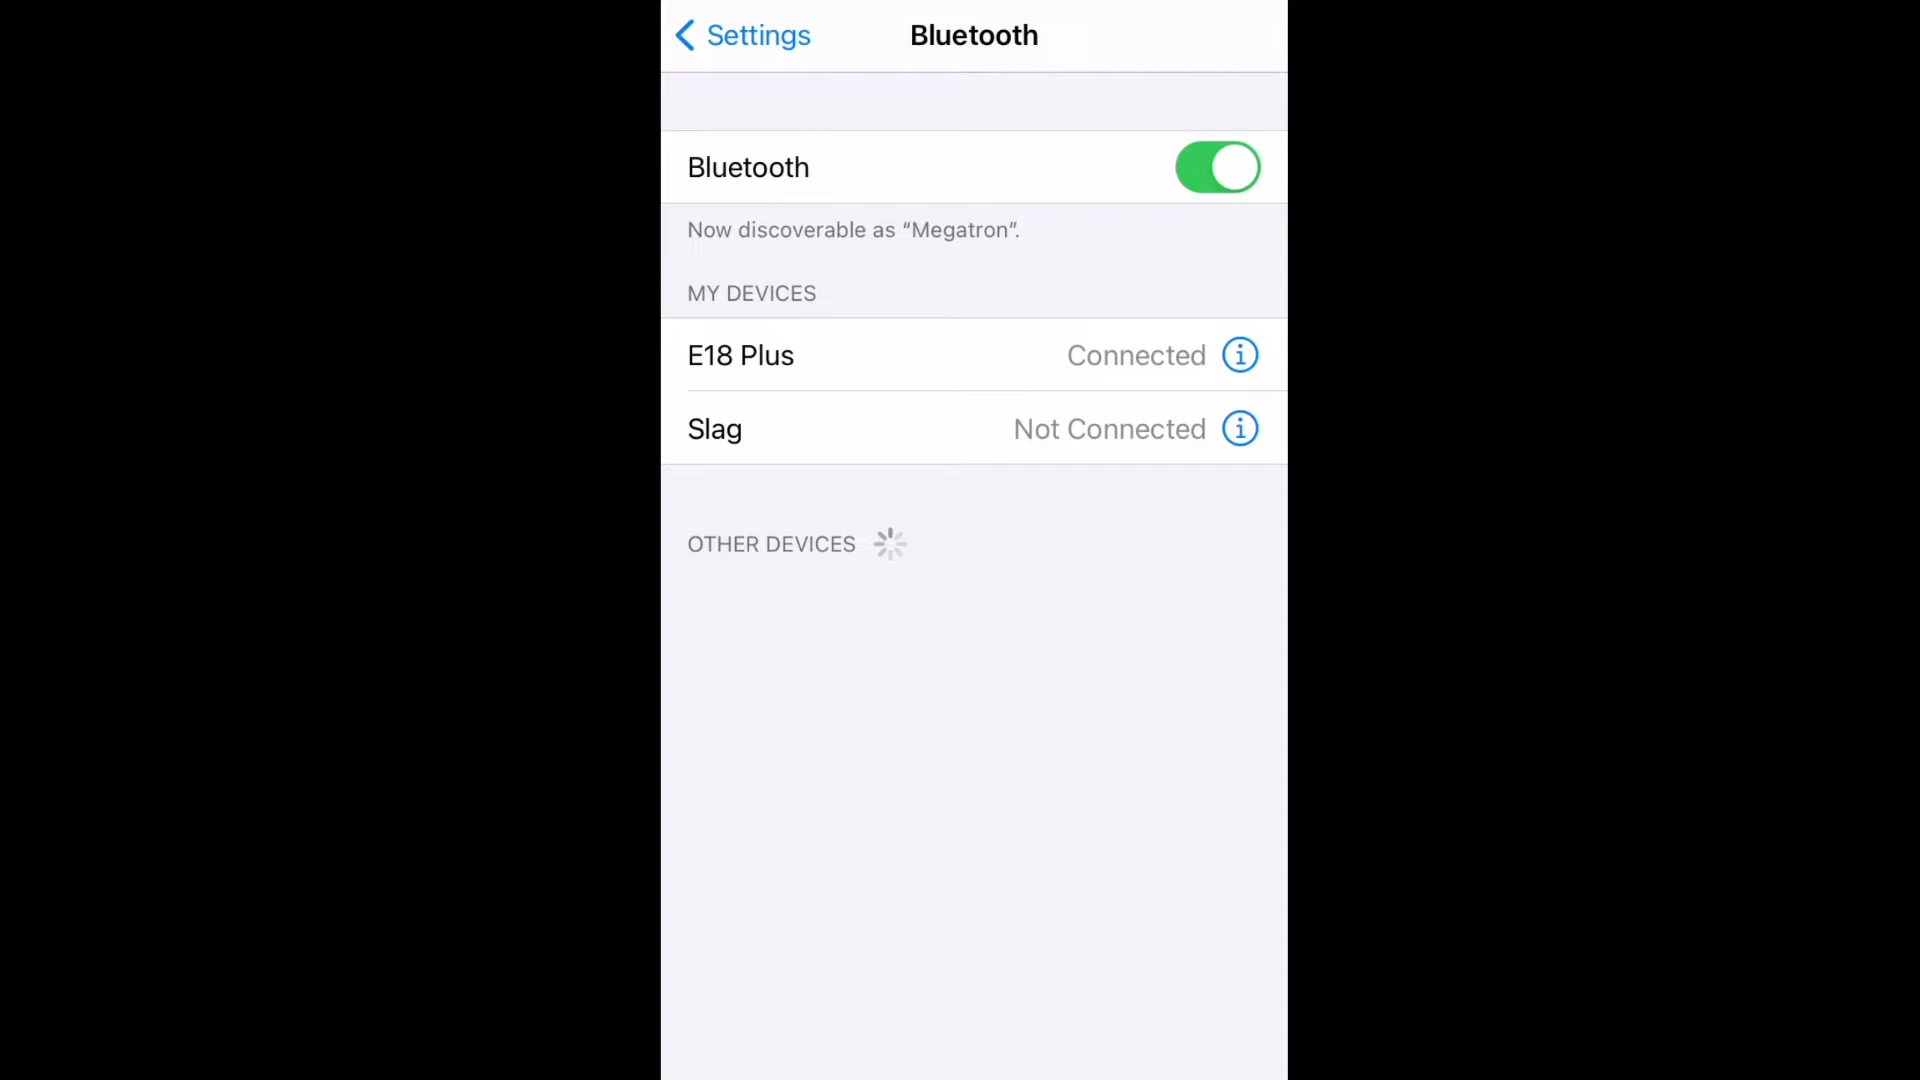 Settings
Bluetooth
Bluetooth
Now discoverable as “Megatron”.
MY DEVICES
E18 Plus Connected
Slag Not Connected
OTHER DEVICES